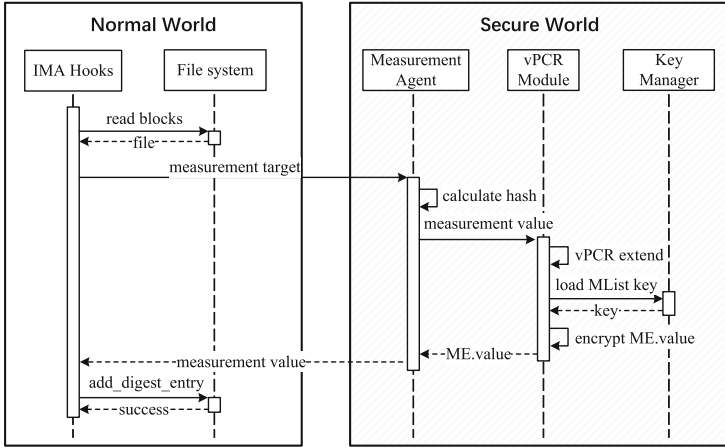 Normal World
Secure World
IMA Hooks
File system
Measurement
Agent
vPCR
Module
Key
Manager
read blocks
file
measurement target
calculate hash
measurement value
vPCR extend
load MList key
key
encrypt ME.value
ME.value
measurement value
add_digest_entry
success